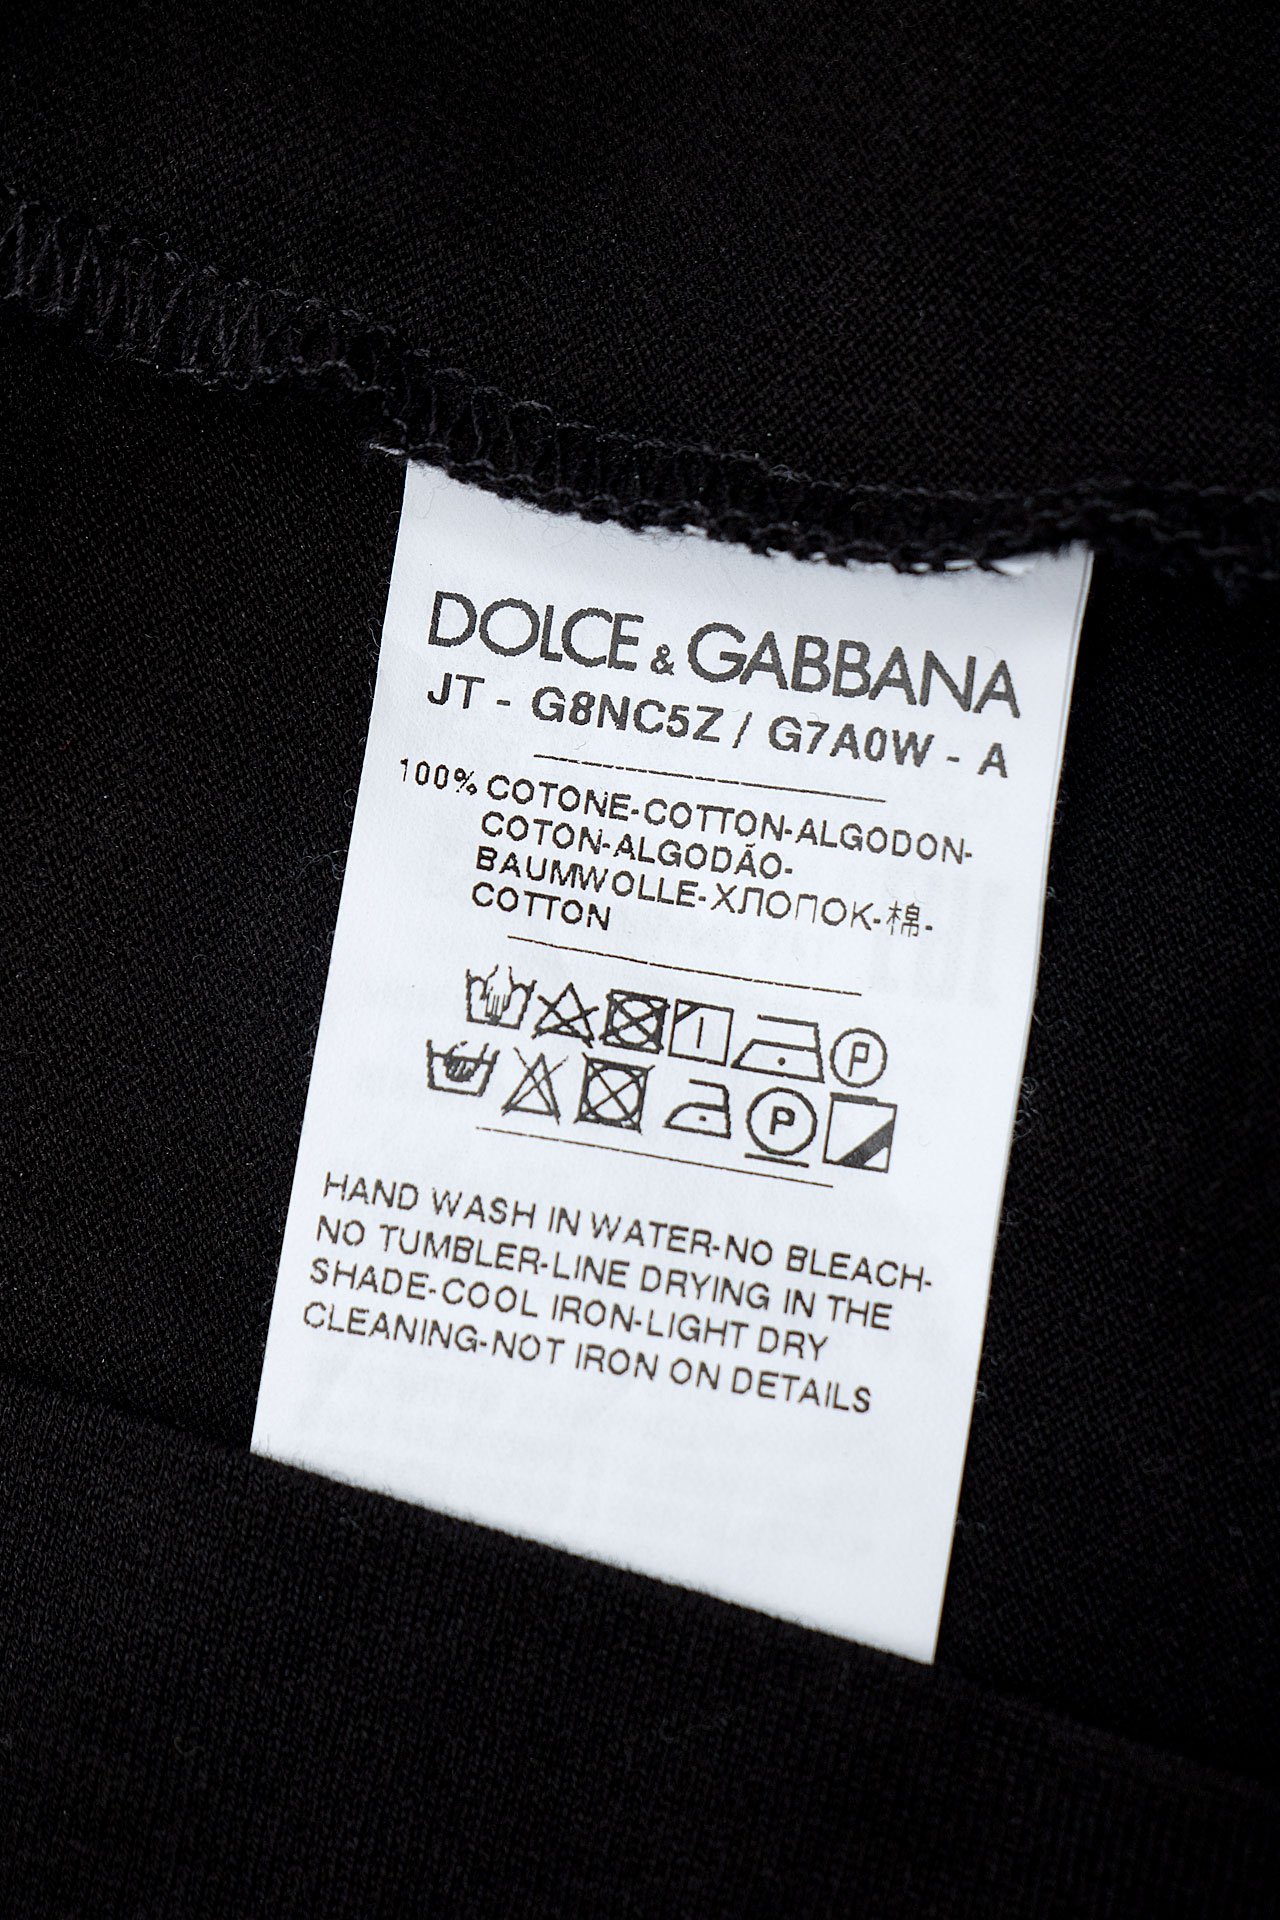 DOLCE & GABBANA
JT - G8NC5Z / G7A0W - A
100% COTONE-COTTON-ALGODON-
COTON-ALGODÃO-
BAUMWOLLE-ХЛОПОК-棉-
COTTON
P
P
HAND WASH IN WATER-NO BLEACH-
NO TUMBLER-LINE DRYING IN THE
SHADE-COOL IRON-LIGHT DRY
CLEANING-NOT IRON ON DETAILS